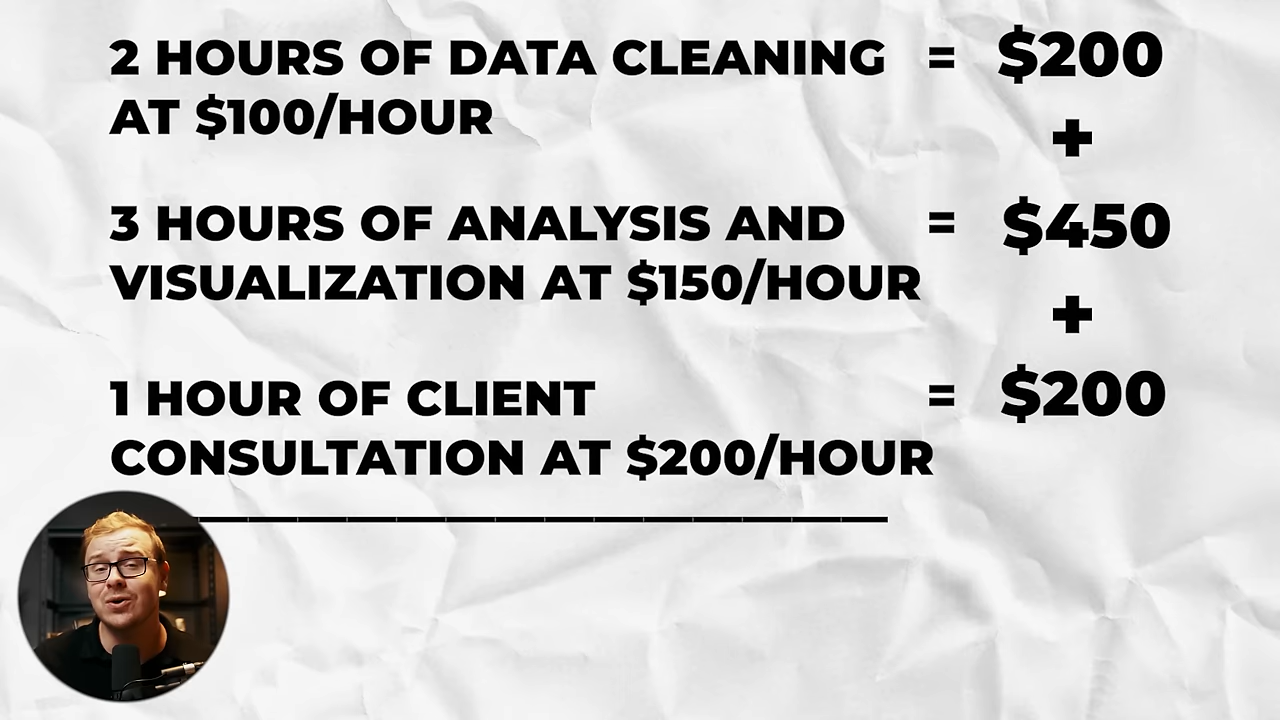 2 HOURS OF DATA CLEANING = $200
AT $100/HOUR
+
3 HOURS OF ANALYSIS AND = $450
VISUALIZATION AT $150/HOUR
+
1 HOUR OF CLIENT = $200
CONSULTATION AT $200/HOUR